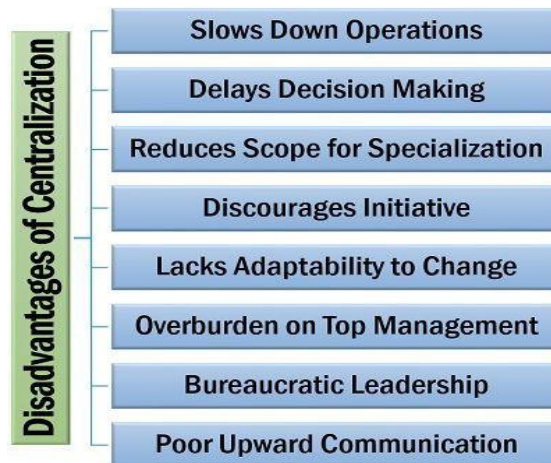 Disadvantages of Centralization
Slows Down Operations
Delays Decision Making
Reduces Scope for Specialization
Discourages Initiative
Lacks Adaptability to Change
Overburden on Top Management
Bureaucratic Leadership
Poor Upward Communication